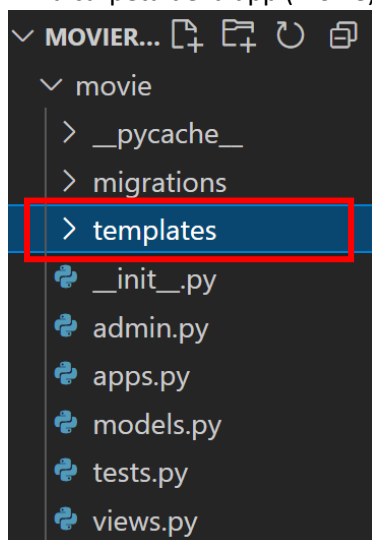 MOVIER...
movie
__pycache__
migrations
templates
__init__.py
admin.py
apps.py
models.py
tests.py
views.py